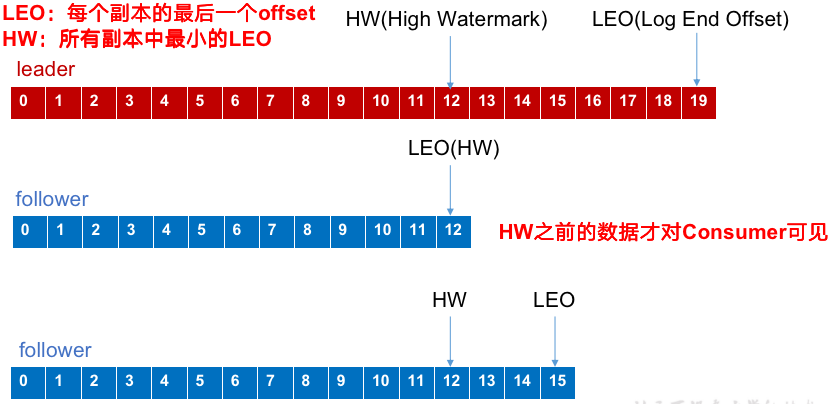 LEO：每个副本的最后一个offset
HW：所有副本中最小的LEO
HW(High Watermark)
LEO(Log End Offset)
leader
0 1 2 3 4 5 6 7 8 9 10 11 12 13 14 15 16 17 18 19
LEO(HW)
follower
0 1 2 3 4 5 6 7 8 9 10 11 12
HW之前的数据才对Consumer可见
HW
LEO
follower
0 1 2 3 4 5 6 7 8 9 10 11 12 13 14 15